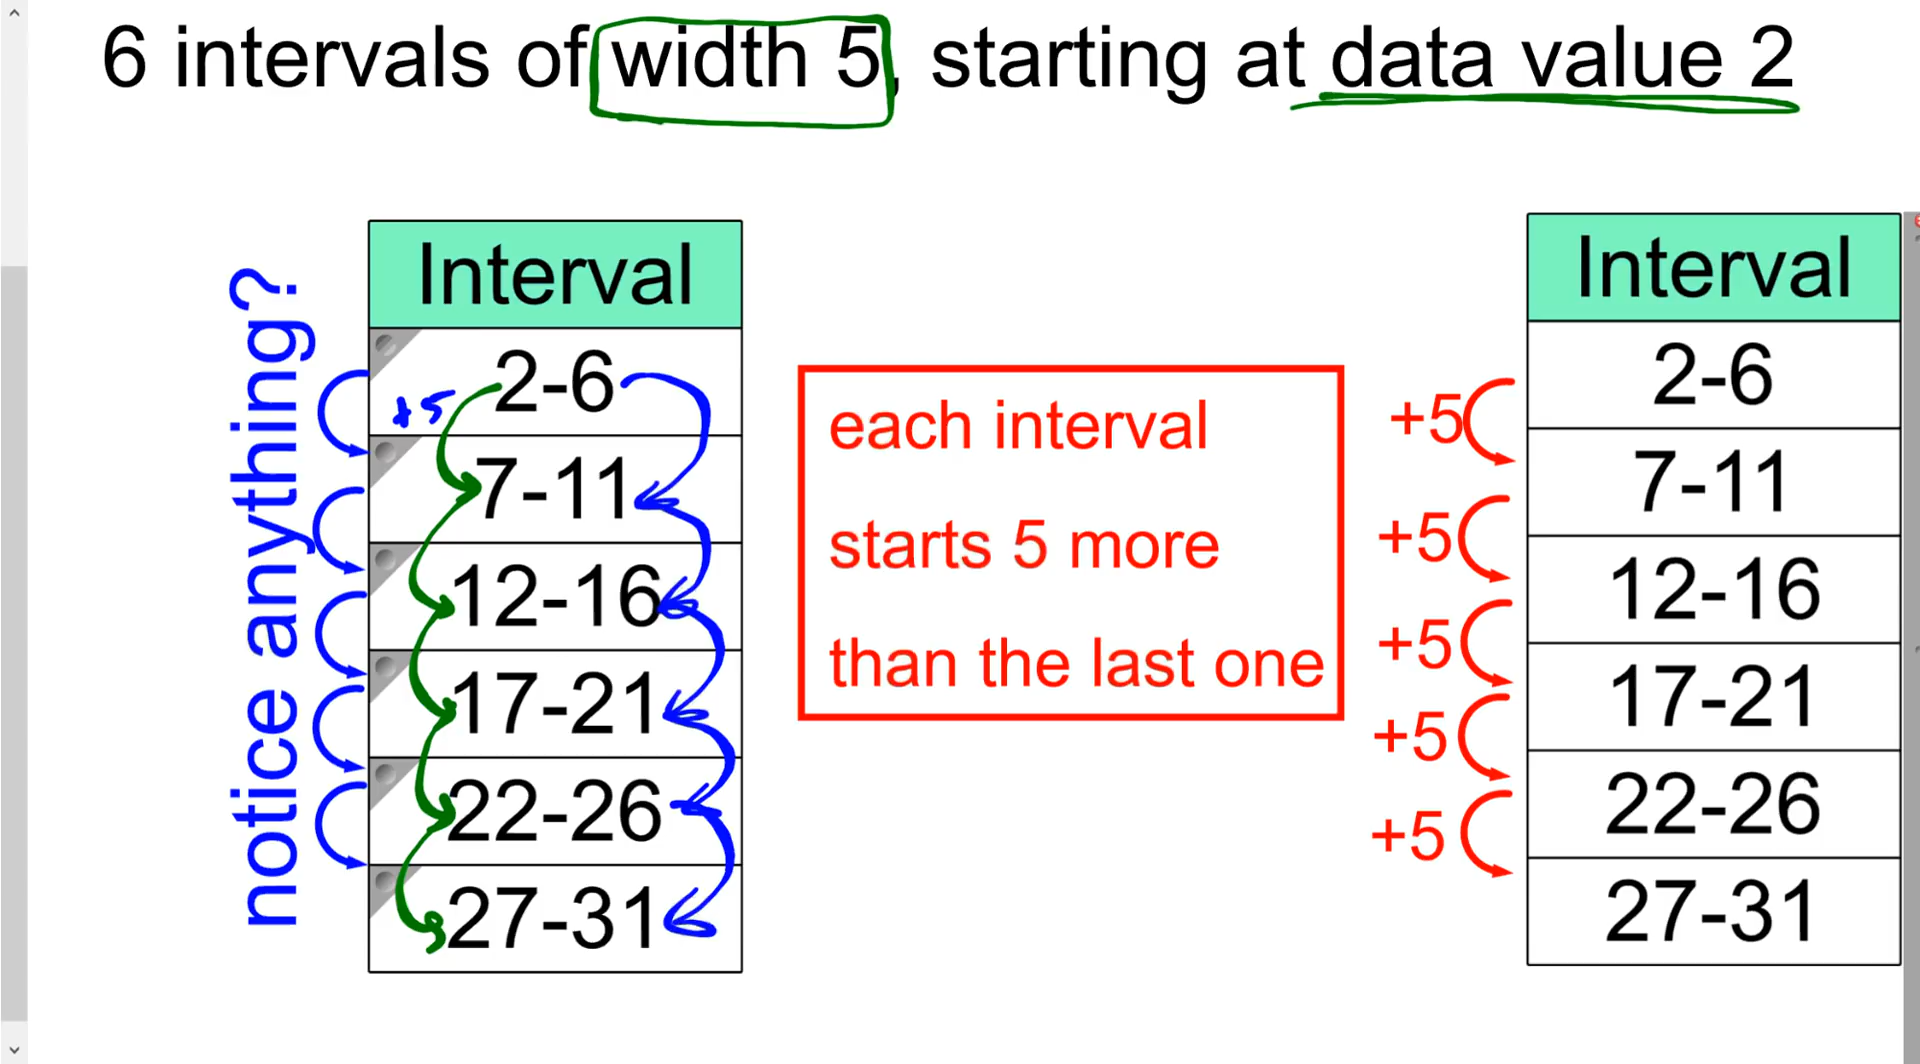 6 intervals of width 5, starting at data value 2
notice anything?
Interval
2-6
+5
7-11
12-16
17-21
22-26
27-31
each interval
starts 5 more
than the last one
+5
+5
+5
+5
+5
Interval
2-6
7-11
12-16
17-21
22-26
27-31